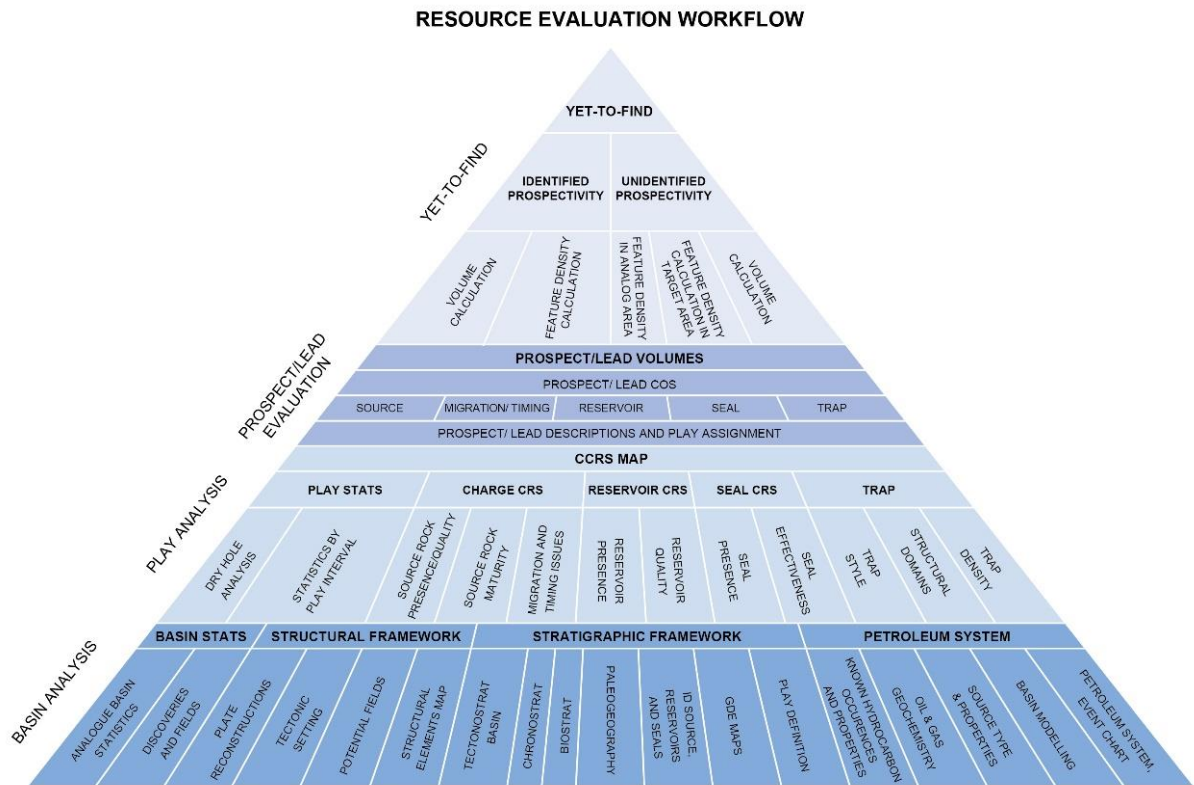 RESOURCE EVALUATION WORKFLOW
YET-TO-FIND
YET-TO-FIND
IDENTIFIED
PROSPECTIVITY
UNIDENTIFIED
PROSPECTIVITY
VOLUME
CALCULATION
FEATURE DENSITY
CALCULATION
FEATURE DENSITY
IN ANALOG AREA
FEATURE DENSITY
CALCULATION IN
TARGET AREA
VOLUME
CALCULATION
PROSPECT/LEAD
EVALUATION
PROSPECT/LEAD VOLUMES
PROSPECT/ LEAD COS
SOURCE
MIGRATION/ TIMING
RESERVOIR
SEAL
TRAP
PROSPECT/ LEAD DESCRIPTIONS AND PLAY ASSIGNMENT
PLAY ANALYSIS
CCRS MAP
PLAY STATS
CHARGE CRS
RESERVOIR CRS
SEAL CRS
TRAP
DRY HOLE
ANALYSIS
STATISTICS BY
PLAY INTERVAL
SOURCE ROCK
PRESENCE/QUALITY
SOURCE ROCK
MATURITY
MIGRATION AND
TIMING ISSUES
RESERVOIR
PRESENCE
RESERVOIR
QUALITY
SEAL
PRESENCE
SEAL
EFFECTIVENESS
TRAP
STYLE
STRUCTURAL
DOMAINS
TRAP
DENSITY
BASIN ANALYSIS
BASIN STATS
STRUCTURAL FRAMEWORK
STRATIGRAPHIC FRAMEWORK
PETROLEUM SYSTEM
ANALOGUE BASIN
STATISTICS
DISCOVERIES
AND FIELDS
PLATE
RECONSTRUCTIONS
TECTONIC
SETTING
POTENTIAL FIELDS
STRUCTURAL
ELEMENTS MAP
TECTONOSTRAT
BASIN
CHRONOSTRAT
BIOSTRAT
PALEOGEOGRAPHY
ID SOURCE,
RESERVOIRS
AND SEALS
GDE MAPS
PLAY DEFINITION
KNOWN HYDROCARBON
OCCURRENCES
AND PROPERTIES
OIL & GAS
GEOCHEMISTRY
SOURCE TYPE
& PROPERTIES
BASIN MODELLING
PETROLEUM SYSTEM,
EVENT CHART